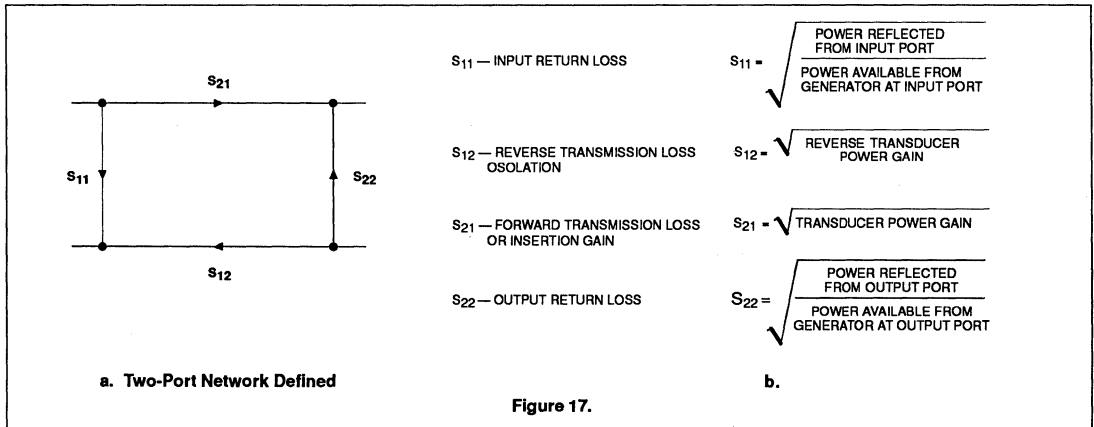 S21
S11
S22
S12
a. Two-Port Network Defined
S11 — INPUT RETURN LOSS
S11 = √ POWER REFLECTED
FROM INPUT PORT
POWER AVAILABLE FROM
GENERATOR AT INPUT PORT
S12 — REVERSE TRANSMISSION LOSS
OSOLATION
S12 = √ REVERSE TRANSDUCER
POWER GAIN
S21 — FORWARD TRANSMISSION LOSS
OR INSERTION GAIN
S21 = √ TRANSDUCER POWER GAIN
S22 — OUTPUT RETURN LOSS
S22 = √ POWER REFLECTED
FROM OUTPUT PORT
POWER AVAILABLE FROM
GENERATOR AT OUTPUT PORT
b.
Figure 17.